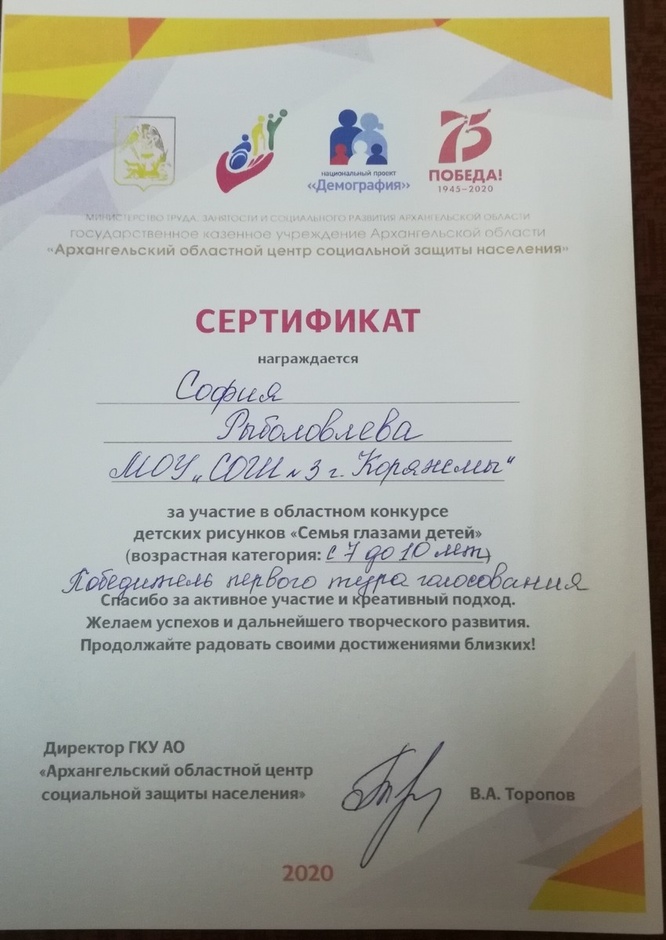 национальный проект
«Демография»
75
ПОБЕДА!
1945–2020
МИНИСТЕРСТВО ТРУДА, ЗАНЯТОСТИ И СОЦИАЛЬНОГО РАЗВИТИЯ АРХАНГЕЛЬСКОЙ ОБЛАСТИ
государственное казенное учреждение Архангельской области
«Архангельский областной центр социальной защиты населения»
СЕРТИФИКАТ
награждается
София
Рыболовлева
МОУ „СОШ № 3 г. Коряжмы“
за участие в областном конкурсе
детских рисунков «Семья глазами детей»
(возрастная категория: с 7 до 10 лет)
Победитель первого тура голосования
Спасибо за активное участие и креативный подход.
Желаем успехов и дальнейшего творческого развития.
Продолжайте радовать своими достижениями близких!
Директор ГКУ АО
«Архангельский областной центр
социальной защиты населения»
В.А. Торопов
2020